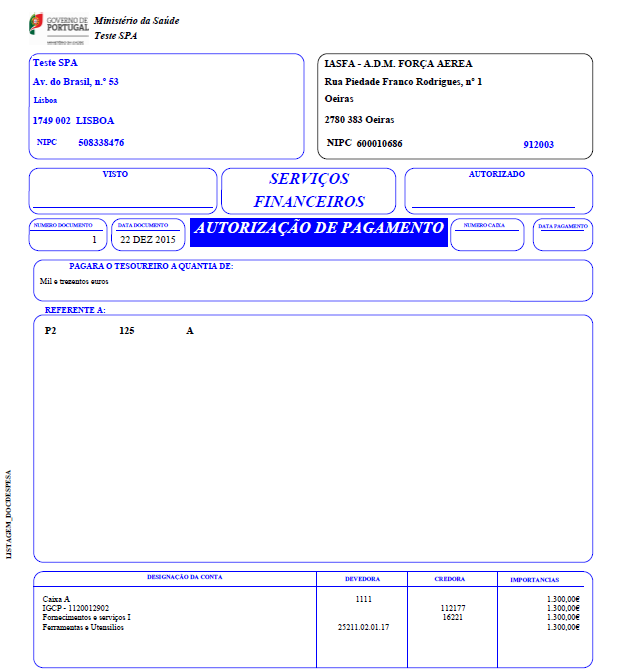 GOVERNO DE
PORTUGAL
Ministério da Saúde
Teste SPA
Teste SPA
Av. do Brasil, n.º 53
Lisboa
1749 002 LISBOA
NIPC 508338476
IASFA - A.D.M. FORÇA AEREA
Rua Piedade Franco Rodrigues, nº 1
Oeiras
2780 383 Oeiras
NIPC 600010686 912003
VISTO
SERVIÇOS
FINANCEIROS
AUTORIZADO
NUMERO DOCUMENTO
1
DATA DOCUMENTO
22 DEZ 2015
AUTORIZAÇÃO DE PAGAMENTO
NUMERO CAIXA
DATA PAGAMENTO
PAGARA O TESOUREIRO A QUANTIA DE:
Mil e trezentos euros
REFERENTE A:
P2 125 A
LISTAGEM_DOCDESPESA
DESIGNAÇÃO DA CONTA DEVEDORA CREDORA IMPORTANCIAS
Caixa A 1111 1.300,00€
IGCP - 1120012902 112177 1.300,00€
Fornecimentos e serviços I 16221 1.300,00€
Ferramentas e Utensílios 25211.02.01.17 1.300,00€